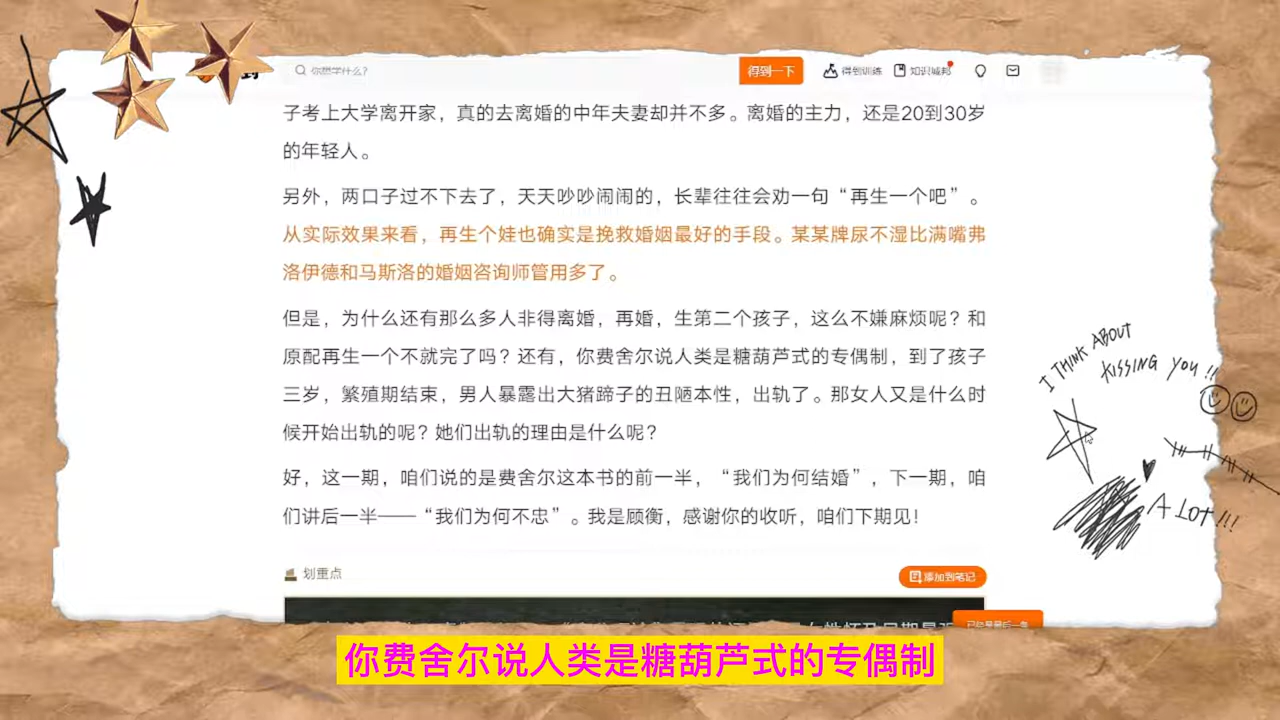 你想学什么?
得到一下
得到训练
知识城邦
子考上大学离开家，真的去离婚的中年夫妻却并不多。离婚的主力，还是20到30岁
的年轻人。
另外，两口子过不下去了，天天吵吵闹闹的，长辈往往会劝一句“再生一个吧”。
从实际效果来看，再生个娃也确实是挽救婚姻最好的手段。某某牌尿不湿比满嘴弗
洛伊德和马斯洛的婚姻咨询师管用多了。
但是，为什么还有那么多人非得离婚，再婚，生第二个孩子，这么不嫌麻烦呢？和
原配再生一个不就完了吗？还有，你费舍尔说人类是糖葫芦式的专偶制，到了孩子
三岁，繁殖期结束，男人暴露出大猪蹄子的丑陋本性，出轨了。那女人又是什么时
候开始出轨的呢？她们出轨的理由是什么呢？
好，这一期，咱们说的是费舍尔这本书的前一半，“我们为何结婚”，下一期，咱
们讲后一半——“我们为何不忠”。我是顾衡，感谢你的收听，咱们下期见！
I THINK ABOUT
KISSING YOU !!
A LOT !!!
划重点
添加到笔记
已经是最后一条
你费舍尔说人类是糖葫芦式的专偶制